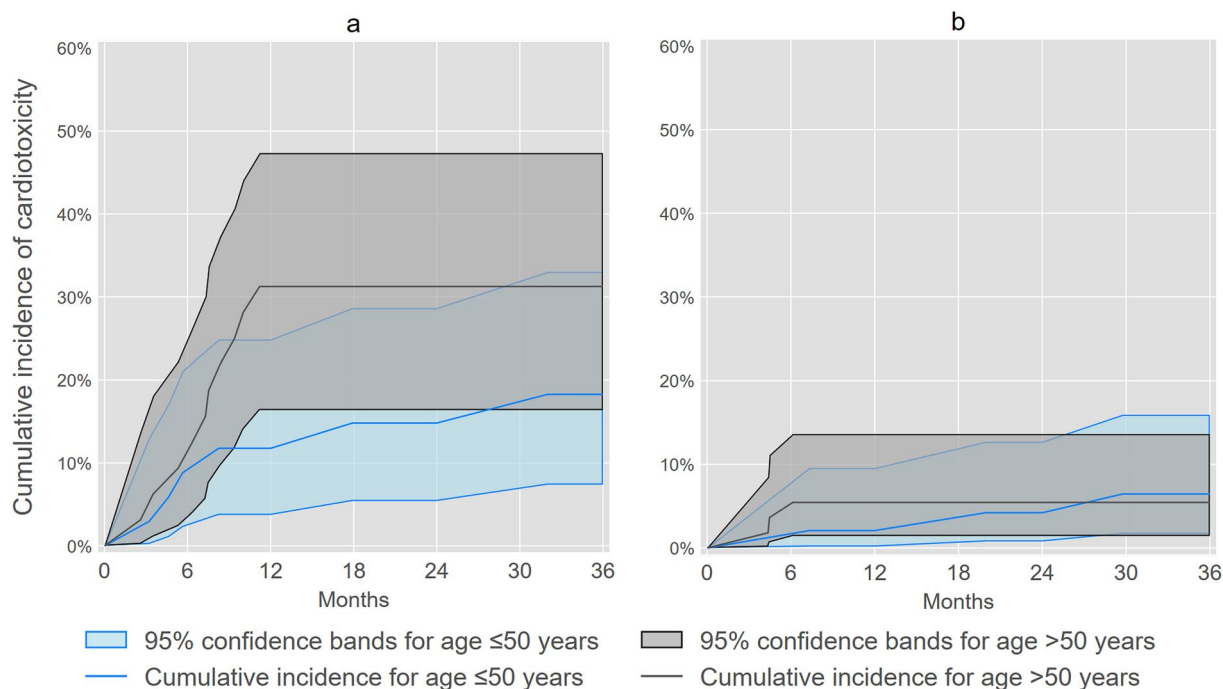 a
b
Cumulative incidence of cardiotoxicity
60%
50%
40%
30%
20%
10%
0%
0 6 12 18 24 30 36
Months
60%
50%
40%
30%
20%
10%
0%
0 6 12 18 24 30 36
Months
95% confidence bands for age ≤50 years
95% confidence bands for age >50 years
Cumulative incidence for age ≤50 years
Cumulative incidence for age >50 years